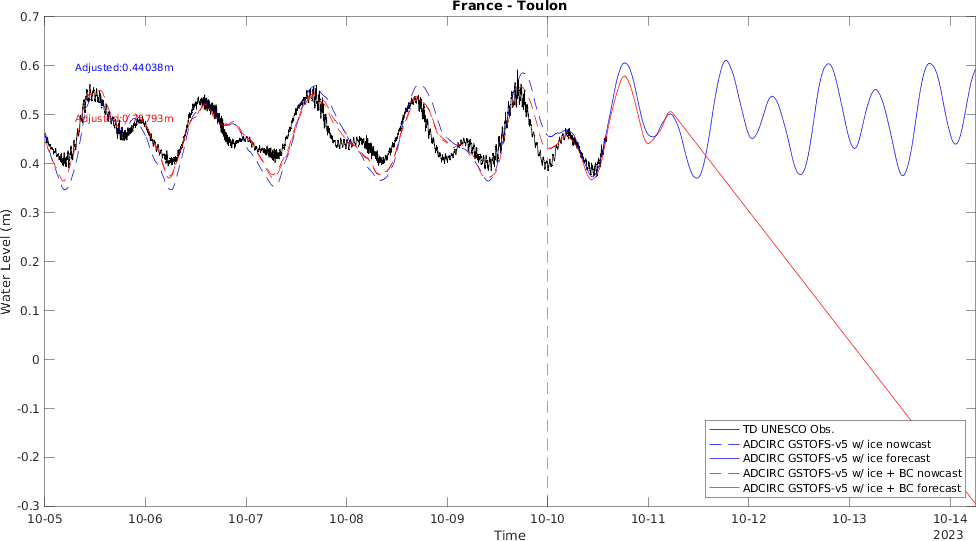 France - Toulon
0.7
0.6
0.5
0.4
0.3
0.2
0.1
0
-0.1
-0.2
-0.3
Water Level (m)
Adjusted:0.44038m
TD UNESCO Obs.
ADCIRC GSTOFS-v5 w/ ice nowcast
ADCIRC GSTOFS-v5 w/ ice forecast
ADCIRC GSTOFS-v5 w/ ice + BC nowcast
ADCIRC GSTOFS-v5 w/ ice + BC forecast
10-05 10-06 10-07 10-08 10-09 10-10 10-11 10-12 10-13 10-14
2023
Time